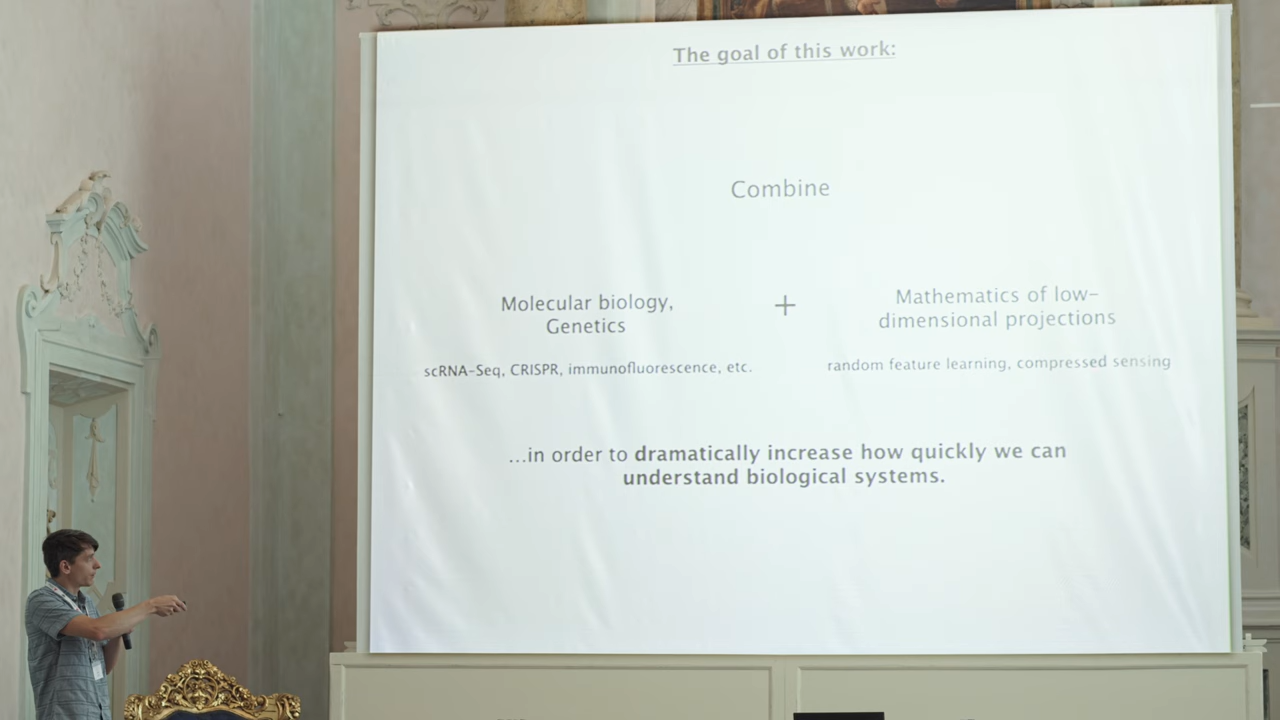 The goal of this work:
Combine
Molecular biology,
Genetics
+
Mathematics of low-
dimensional projections
scRNA-Seq, CRISPR, immunofluorescence, etc.
random feature learning, compressed sensing
...in order to dramatically increase how quickly we can
understand biological systems.